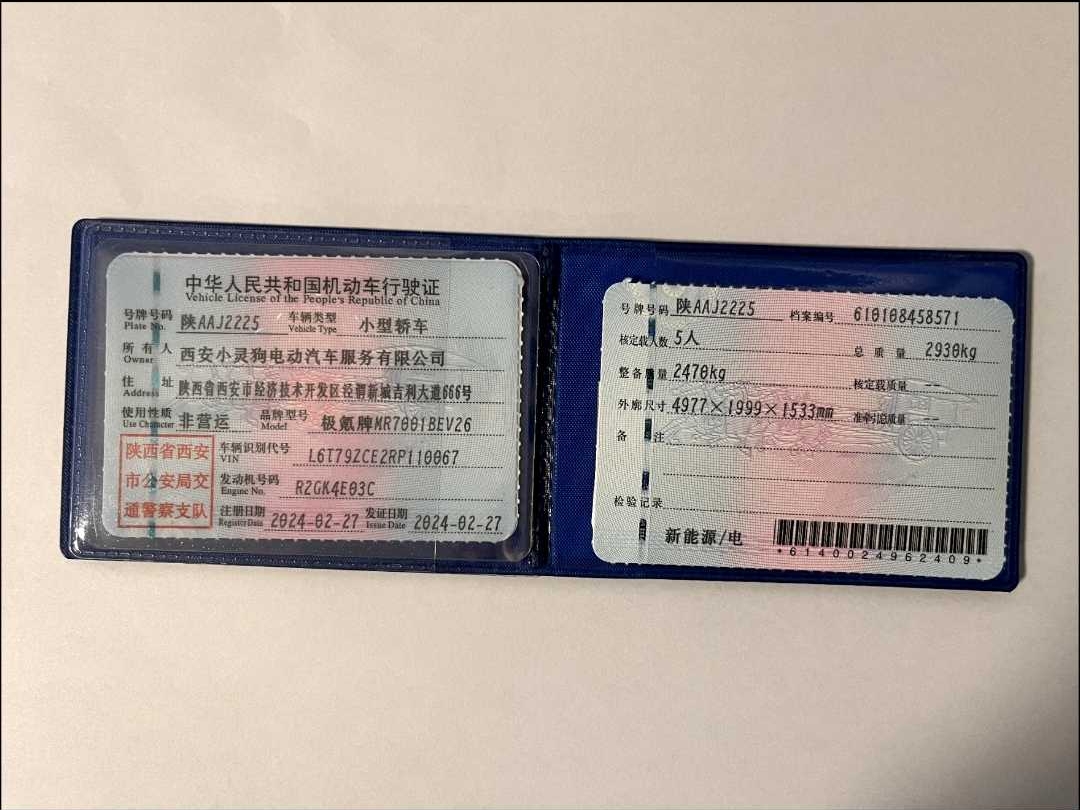 中华人民共和国机动车行驶证
Vehicle License of the People's Republic of China
号牌号码 Plate No. 陕AAJ2225 车辆类型 Vehicle Type 小型轿车
所有人 Owner 西安小灵狗电动汽车服务有限公司
住址 Address 陕西省西安市经济技术开发区泾渭新城吉利大道666号
使用性质 Use Character 非营运 品牌型号 Model 极氪牌MR7001BEV26
陕西省西安
市公安局交
通警察支队
车辆识别代号 VIN L6T79ZCE2RP110067
发动机号码 Engine No. R2GK4E03C
注册日期 Register Date 2024-02-27 发证日期 Issue Date 2024-02-27
号牌号码 陕AAJ2225 档案编号 610108458571
核定载人数 5人 总质量 2930kg
整备质量 2470kg 核定载质量 --
外廓尺寸 4977×1999×1533mm 准牵引总质量 --
备注
检验记录
新能源/电
*6140024962409*